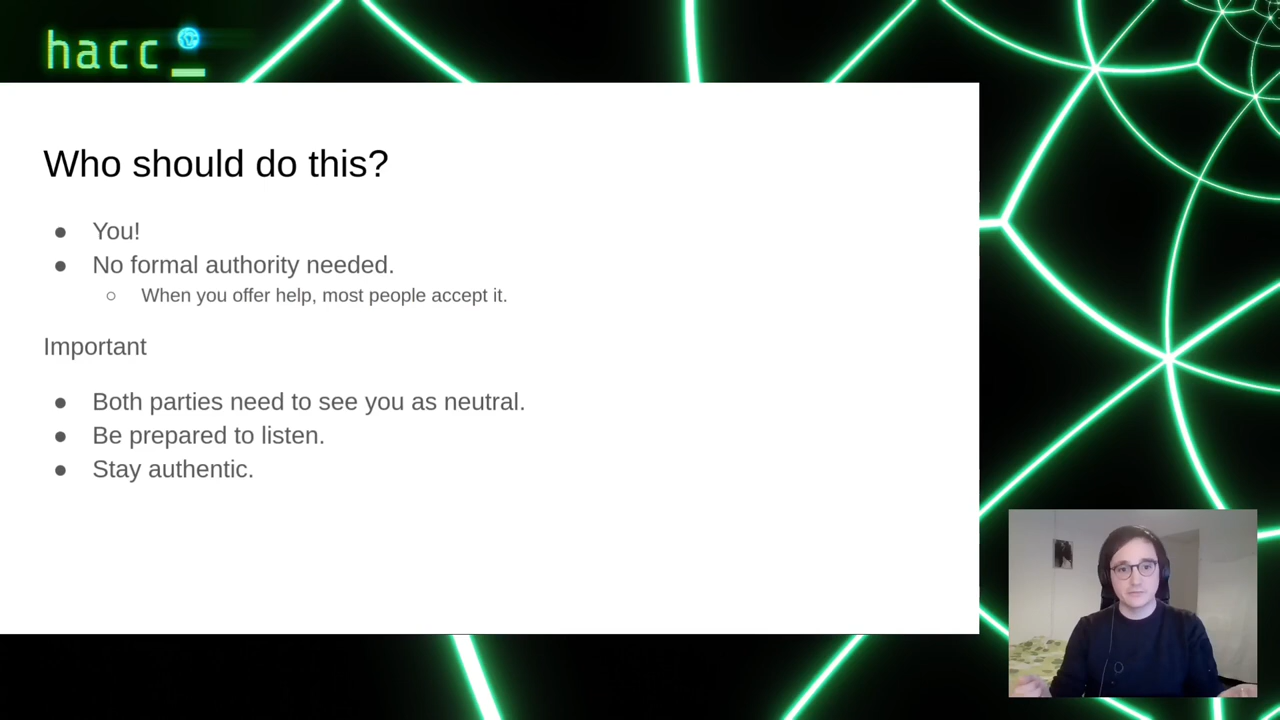 hacc
Who should do this?
● You!
● No formal authority needed.
○ When you offer help, most people accept it.
Important
● Both parties need to see you as neutral.
● Be prepared to listen.
● Stay authentic.